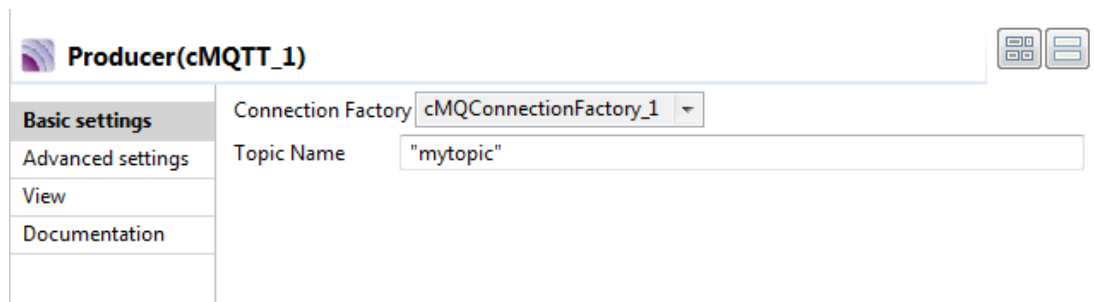 Producer(cMQTT_1)
Basic settings
Advanced settings
View
Documentation
Connection Factory cMQConnectionFactory_1
Topic Name "mytopic"